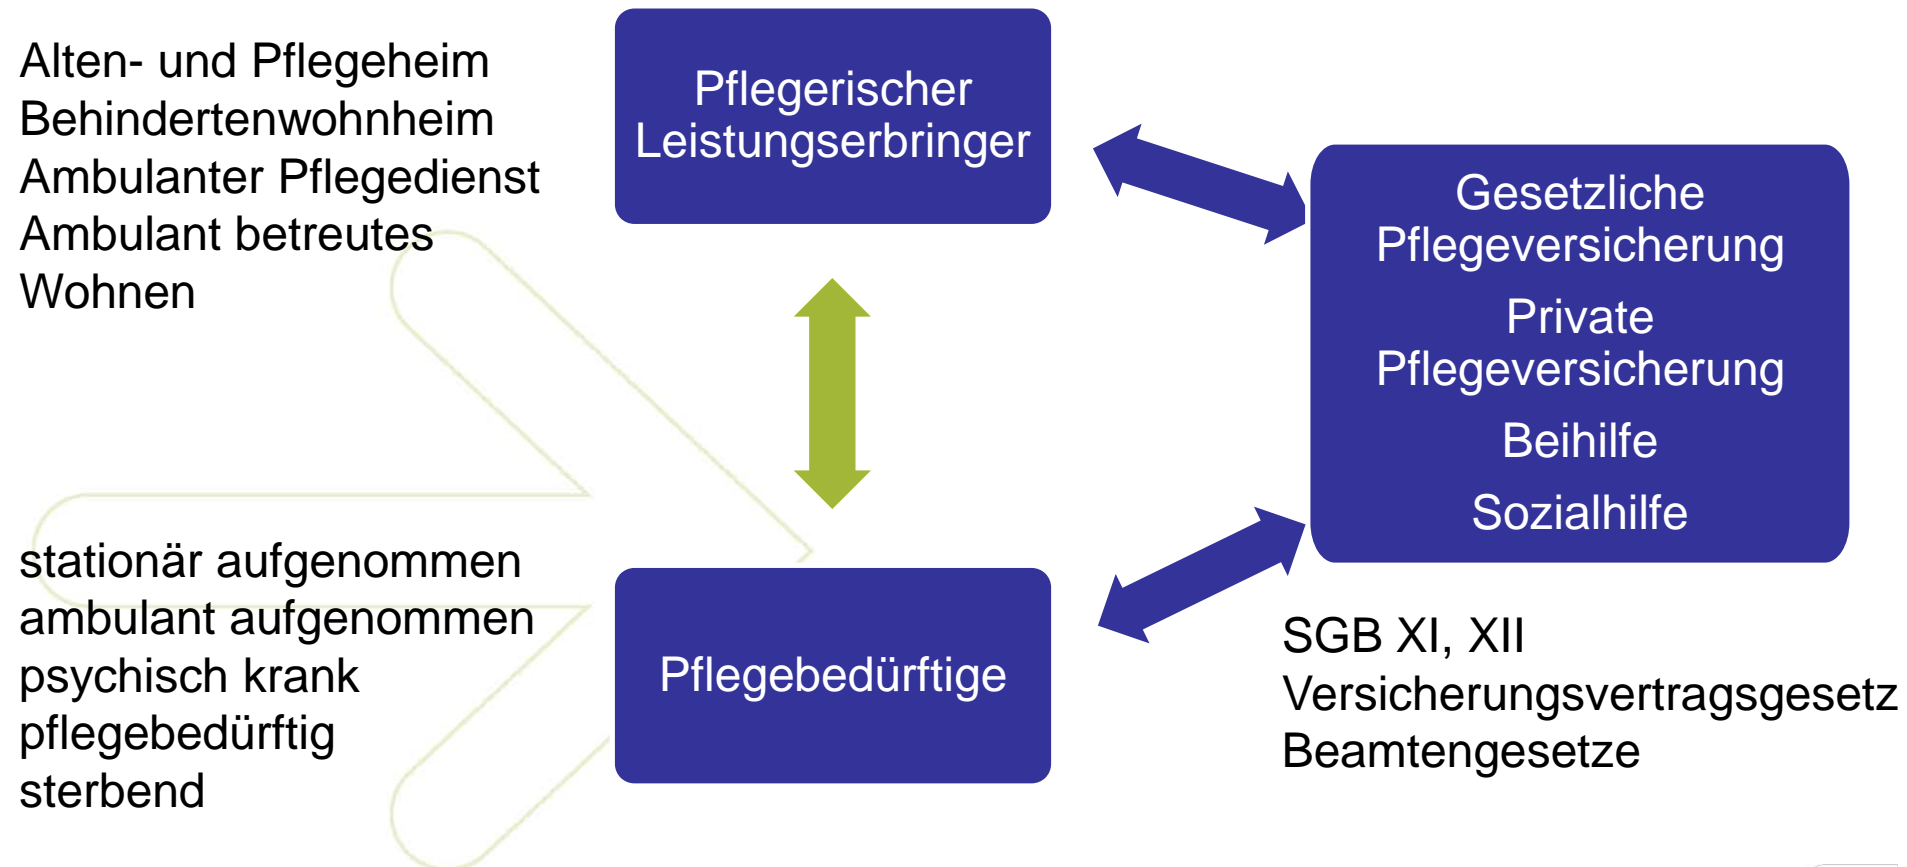 Alten- und Pflegeheim
Behindertenwohnheim
Ambulanter Pflegedienst
Ambulant betreutes
Wohnen
Pflegerischer
Leistungserbringer
Gesetzliche
Pflegeversicherung
Private
Pflegeversicherung
Beihilfe
Sozialhilfe
stationär aufgenommen
ambulant aufgenommen
psychisch krank
pflegebedürftig
sterbend
Pflegebedürftige
SGB XI, XII
Versicherungsvertragsgesetz
Beamtengesetze